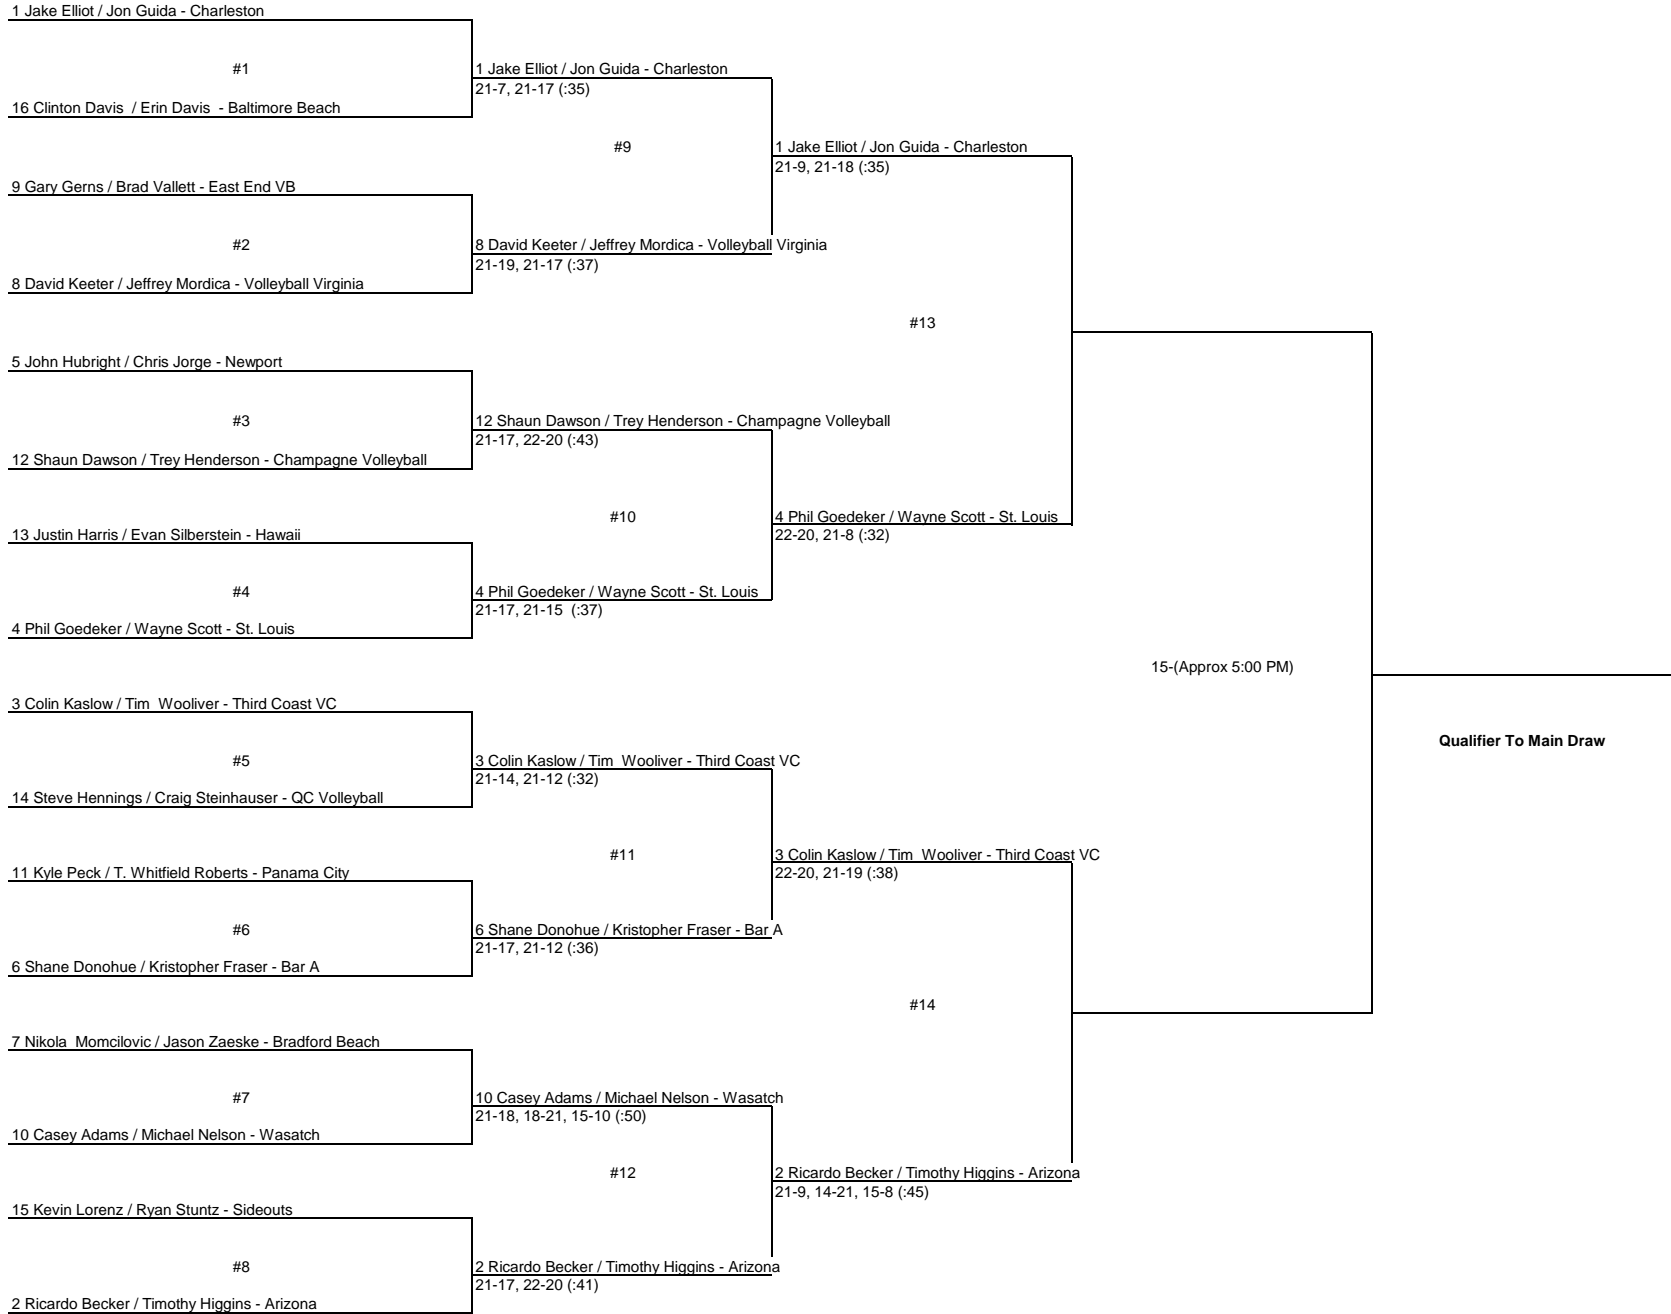 1 Jake Elliot / Jon Guida - Charleston
#1
1 Jake Elliot / Jon Guida - Charleston
21-7, 21-17 (:35)
16 Clinton Davis  / Erin Davis  - Baltimore Beach
#9
1 Jake Elliot / Jon Guida - Charleston
21-9, 21-18 (:35)
9 Gary Gerns / Brad Vallett - East End VB
#2
8 David Keeter / Jeffrey Mordica - Volleyball Virginia
21-19, 21-17 (:37)
8 David Keeter / Jeffrey Mordica - Volleyball Virginia
#13
5 John Hubright / Chris Jorge - Newport
#3
12 Shaun Dawson / Trey Henderson - Champagne Volleyball
21-17, 22-20 (:43)
12 Shaun Dawson / Trey Henderson - Champagne Volleyball
#10
4 Phil Goedeker / Wayne Scott - St. Louis
22-20, 21-8 (:32)
13 Justin Harris / Evan Silberstein - Hawaii
#4
4 Phil Goedeker / Wayne Scott - St. Louis
21-17, 21-15  (:37)
4 Phil Goedeker / Wayne Scott - St. Louis
15-(Approx 5:00 PM)
3 Colin Kaslow / Tim  Wooliver - Third Coast VC
Qualifier To Main Draw
#5
3 Colin Kaslow / Tim  Wooliver - Third Coast VC
21-14, 21-12 (:32)
14 Steve Hennings / Craig Steinhauser - QC Volleyball
#11
3 Colin Kaslow / Tim  Wooliver - Third Coast VC
22-20, 21-19 (:38)
11 Kyle Peck / T. Whitfield Roberts - Panama City
#6
6 Shane Donohue / Kristopher Fraser - Bar A
21-17, 21-12 (:36)
6 Shane Donohue / Kristopher Fraser - Bar A
#14
7 Nikola  Momcilovic / Jason Zaeske - Bradford Beach
#7
10 Casey Adams / Michael Nelson - Wasatch
21-18, 18-21, 15-10 (:50)
10 Casey Adams / Michael Nelson - Wasatch
#12
2 Ricardo Becker / Timothy Higgins - Arizona
21-9, 14-21, 15-8 (:45)
15 Kevin Lorenz / Ryan Stuntz - Sideouts
#8
2 Ricardo Becker / Timothy Higgins - Arizona
21-17, 22-20 (:41)
2 Ricardo Becker / Timothy Higgins - Arizona